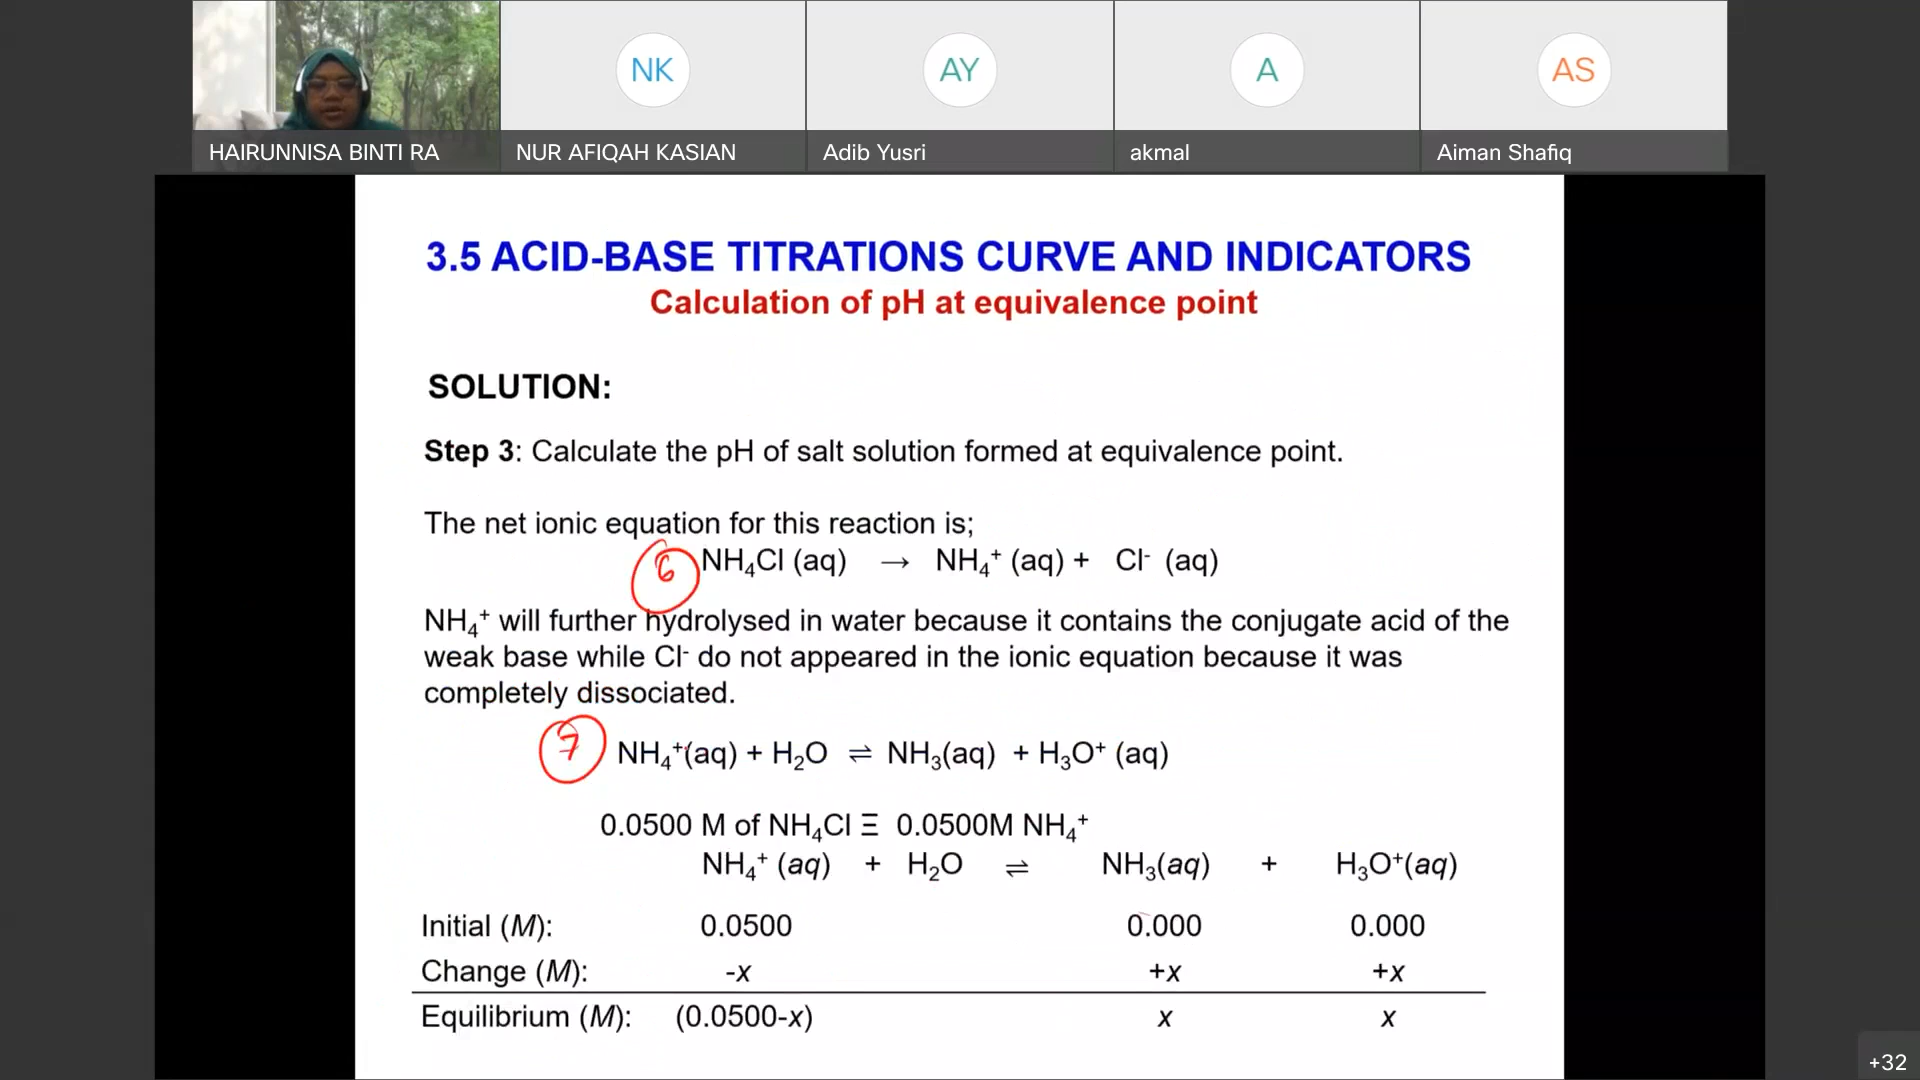 NK
AY
A
AS
HAIRUNNISA BINTI RA
NUR AFIQAH KASIAN
Adib Yusri
akmal
Aiman Shafiq
3.5 ACID-BASE TITRATIONS CURVE AND INDICATORS
Calculation of pH at equivalence point
SOLUTION:
Step 3: Calculate the pH of salt solution formed at equivalence point.
The net ionic equation for this reaction is;
6 NH₄Cl (aq) → NH₄⁺ (aq) + Cl⁻ (aq)
NH₄⁺ will further hydrolysed in water because it contains the conjugate acid of the
weak base while Cl⁻ do not appeared in the ionic equation because it was
completely dissociated.
7 NH₄⁺(aq) + H₂O ⇌ NH₃(aq) + H₃O⁺ (aq)
0.0500 M of NH₄Cl Ξ 0.0500M NH₄⁺
NH₄⁺ (aq) + H₂O ⇌ NH₃(aq) + H₃O⁺(aq)
Initial (M): 0.0500 0.000 0.000
Change (M): -x +x +x
Equilibrium (M): (0.0500-x) x x
+32